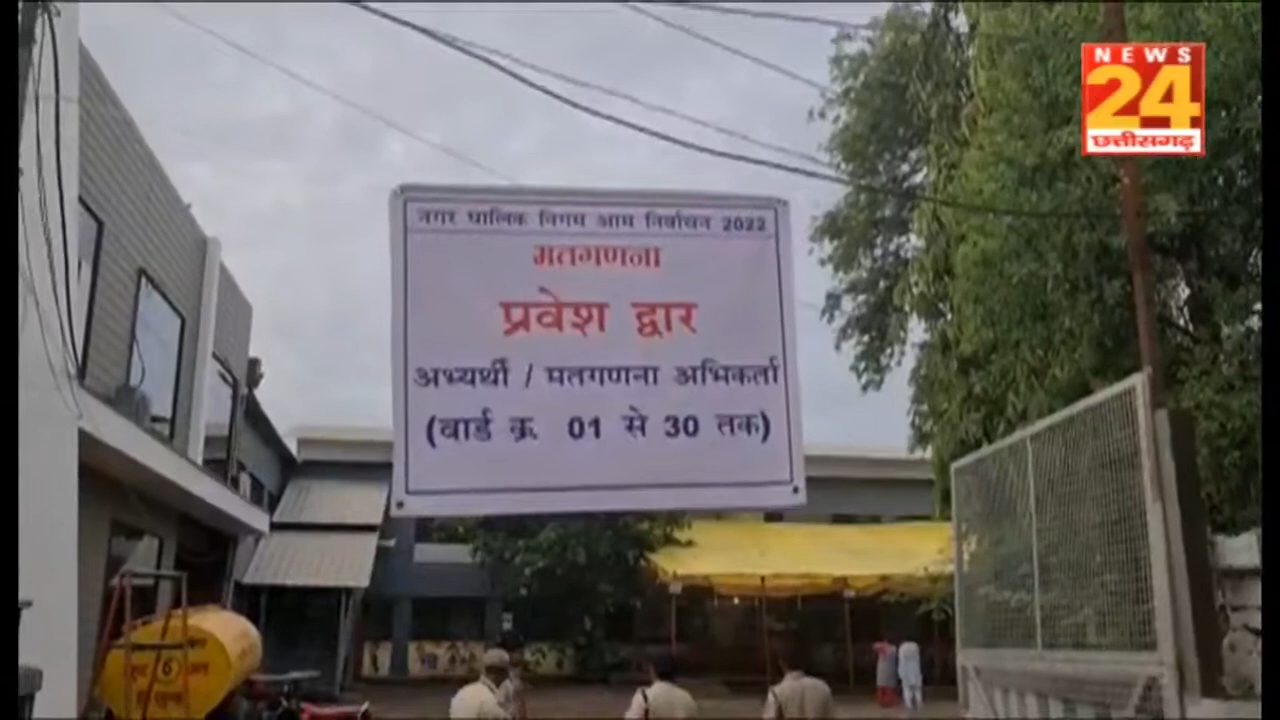 NEWS
24
छत्तीसगढ़
नगर पालिक निगम आम निर्वाचन 2022
मतगणना
प्रवेश द्वार
अभ्यर्थी / मतगणना अभिकर्ता
(वार्ड क्र. 01 से 30 तक)
6